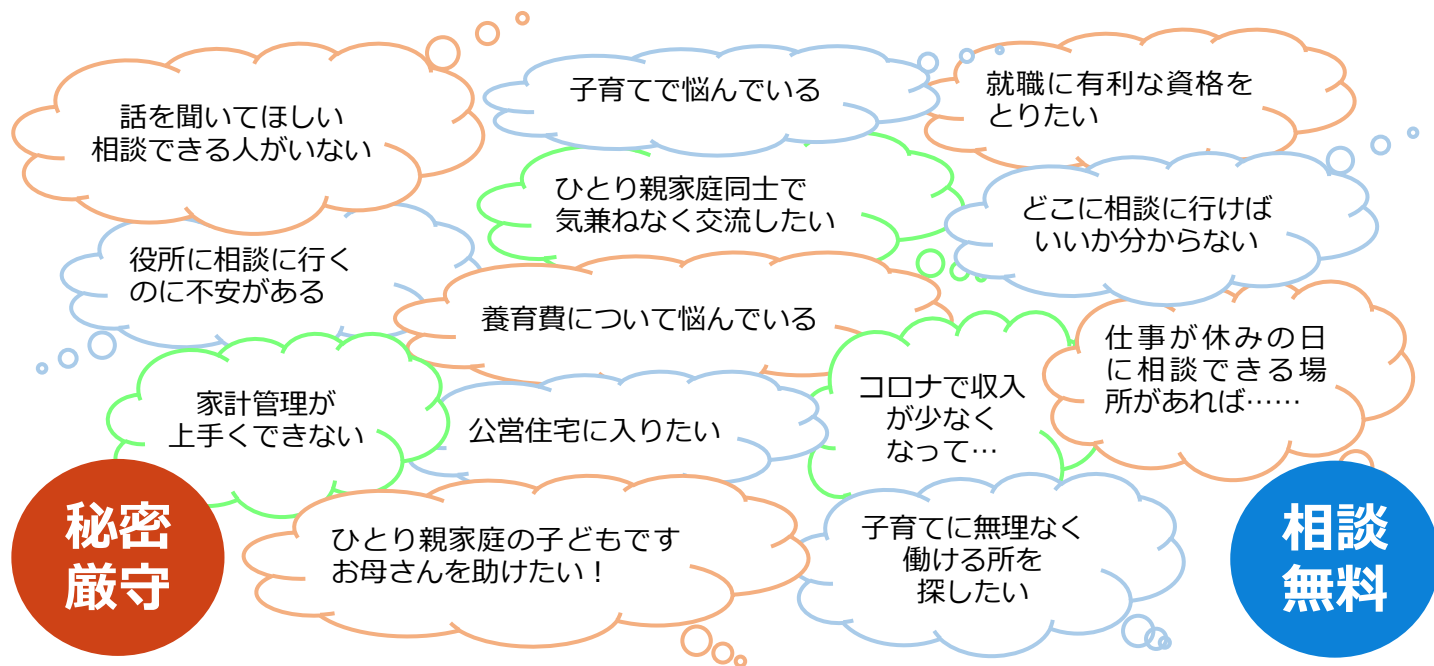 話を聞いてほしい
相談できる人がいない
子育てで悩んでいる
就職に有利な資格を
とりたい
ひとり親家庭同士で
気兼ねなく交流したい
どこに相談に行けば
いいか分からない
役所に相談に行く
のに不安がある
養育費について悩んでいる
仕事が休みの日
に相談できる場
所があれば……
家計管理が
上手くできない
公営住宅に入りたい
コロナで収入
が少なく
なって…
秘密
厳守
ひとり親家庭の子どもです
お母さんを助けたい！
子育てに無理なく
働ける所を
探したい
相談
無料